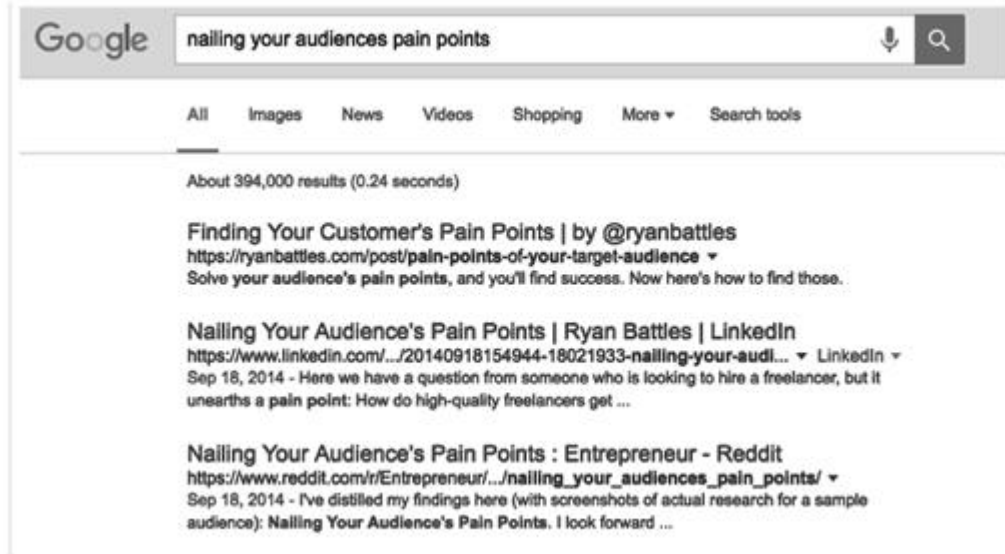 Google nailing your audiences pain points
All Images News Videos Shopping More Search tools
About 394,000 results (0.24 seconds)
Finding Your Customer's Pain Points | by @ryanbattles
https://ryanbattles.com/post/pain-points-of-your-target-audience
Solve your audience's pain points, and you'll find success. Now here's how to find those.
Nailing Your Audience's Pain Points | Ryan Battles | LinkedIn
https://www.linkedin.com/.../20140918154944-18021933-nailing-your-audi... LinkedIn
Sep 18, 2014 - Here we have a question from someone who is looking to hire a freelancer, but it
unearths a pain point: How do high-quality freelancers get ...
Nailing Your Audience's Pain Points : Entrepreneur - Reddit
https://www.reddit.com/r/Entrepreneur/.../nailing_your_audiences_pain_points/
Sep 18, 2014 - I've distilled my findings here (with screenshots of actual research for a sample
audience): Nailing Your Audience's Pain Points. I look forward ...